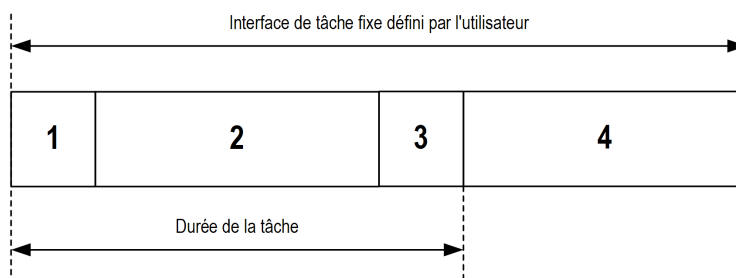 Interface de tâche fixe défini par l'utilisateur
1 2 3 4
Durée de la tâche